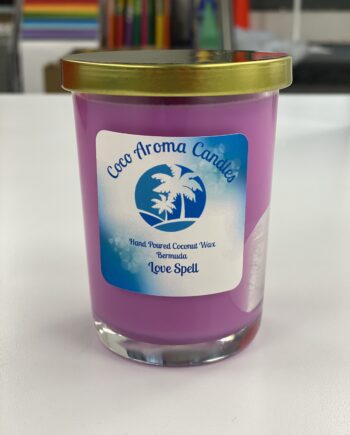 Coco Aroma Candles
Hand Poured Coconut Wax
Bermuda
Love Spell